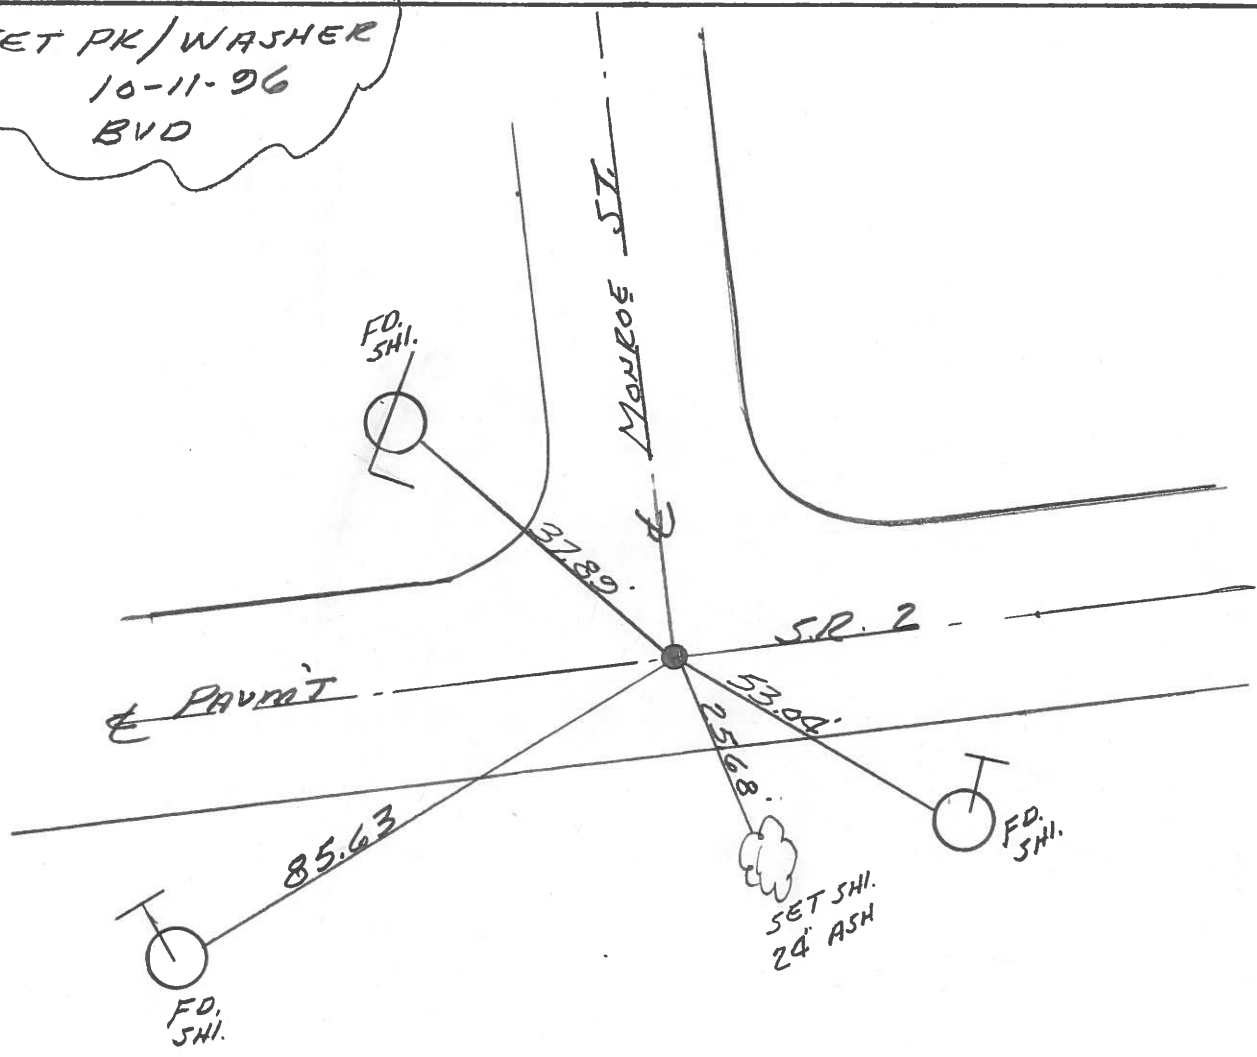 ET PK/WASHER
10-11-96
BVD
MONROE ST.
FD.
SHI.
37.89
℄
S.R. 2
℄ PAVM'T
53.04
25.68
85.63
FD.
SHI.
SET SHI.
24" ASH
FD.
SHI.